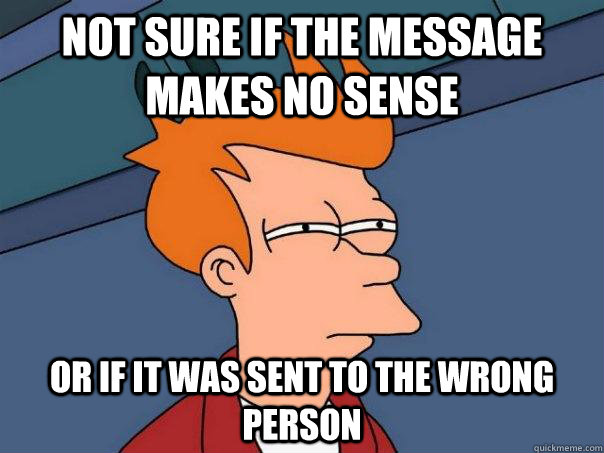 NOT SURE IF THE MESSAGE
MAKES NO SENSE
OR IF IT WAS SENT TO THE WRONG
PERSON
quickmeme.com